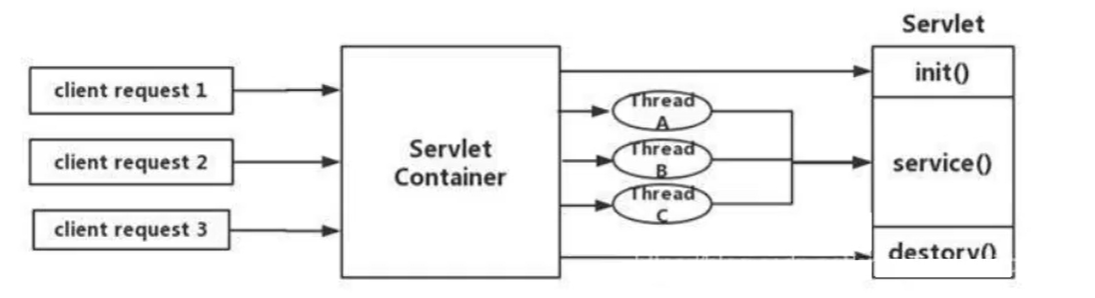 Servlet
client request 1
client request 2
client request 3
Servlet
Container
Thread
A
Thread
B
Thread
C
init()
service()
destory()